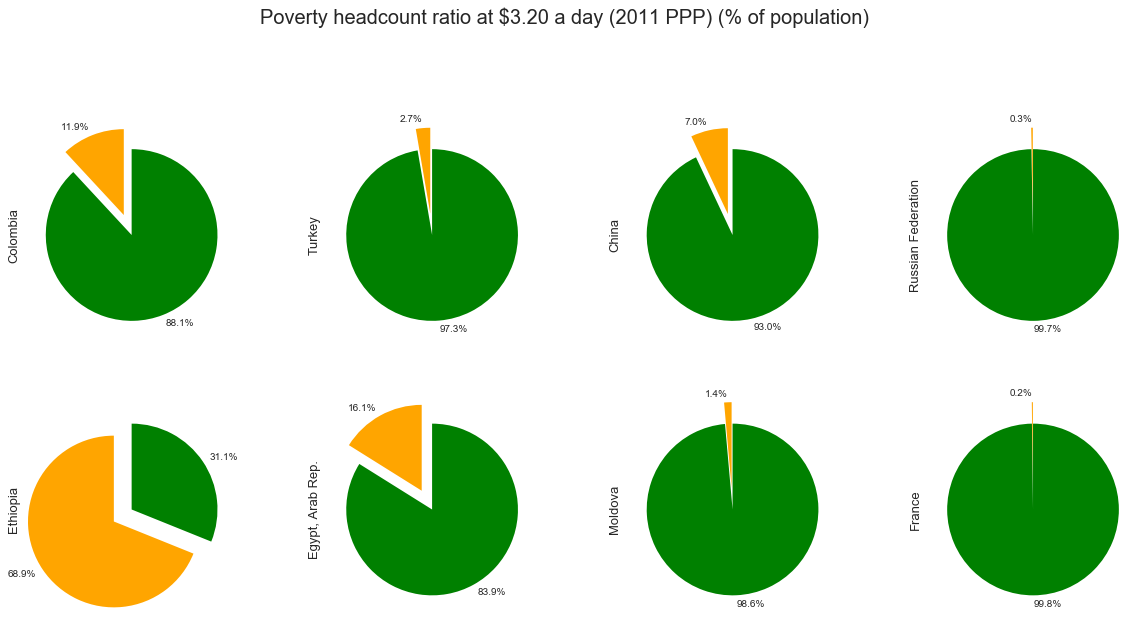 Poverty headcount ratio at $3.20 a day (2011 PPP) (% of population)
Colombia
11.9%
88.1%
Turkey
2.7%
97.3%
China
7.0%
93.0%
Russian Federation
0.3%
99.7%
Ethiopia
31.1%
68.9%
Egypt, Arab Rep.
16.1%
83.9%
Moldova
1.4%
98.6%
France
0.2%
99.8%